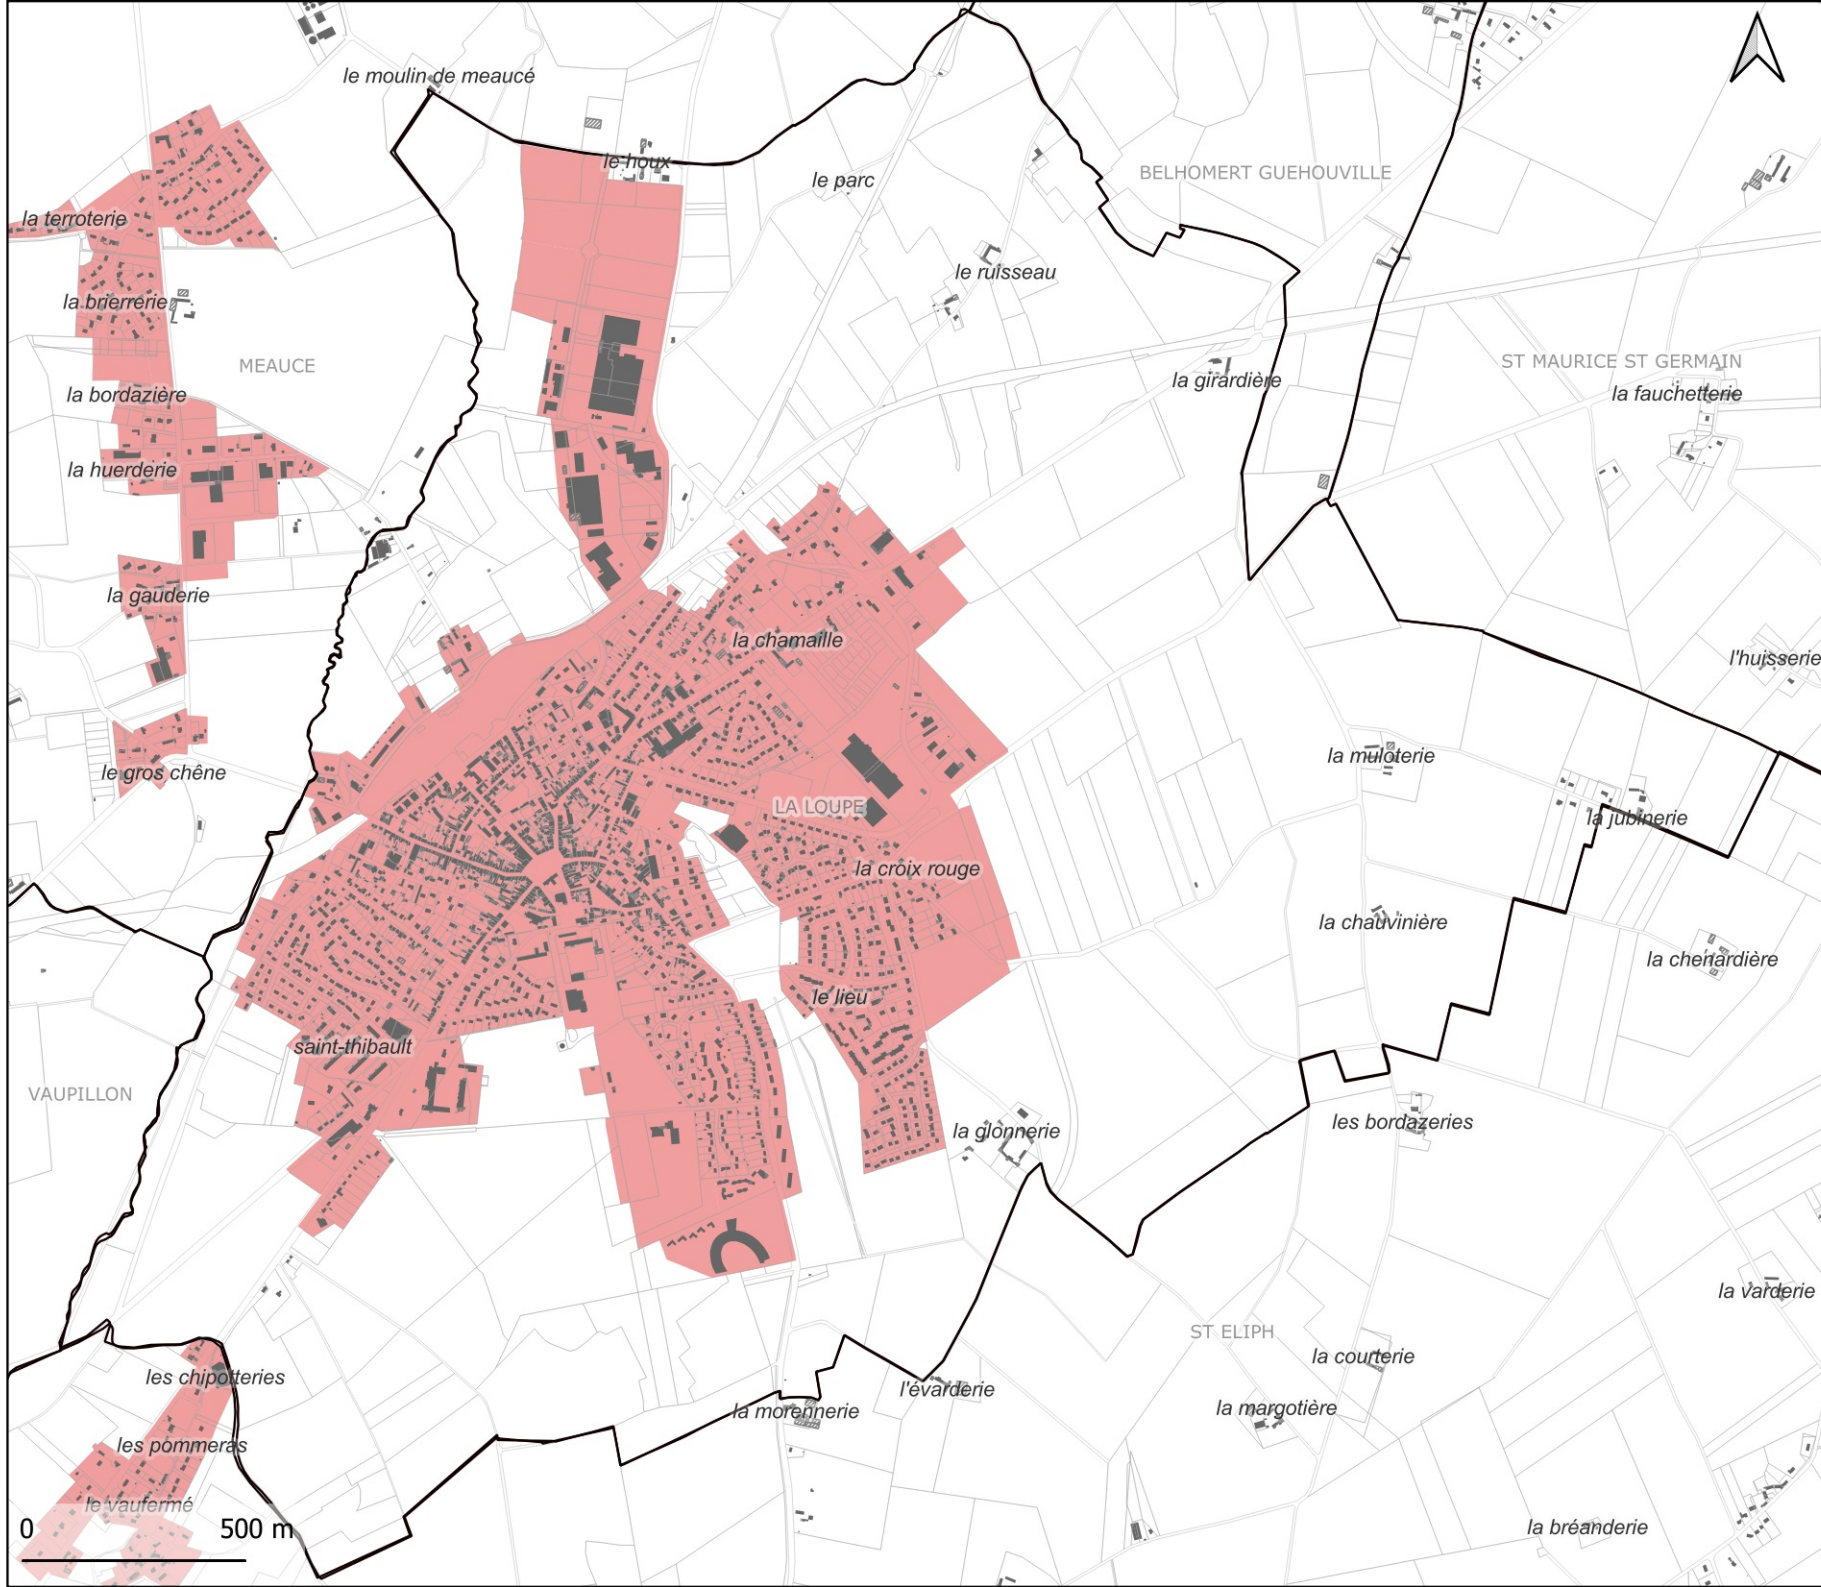 le moulin de meaucé
le houx
le parc
BELHOMERT GUEHOUVILLE
la terroterie
le ruisseau
la brierrerie
MEAUCE
ST MAURICE ST GERMAIN
la girardière
la fauchetterie
la bordazière
la huerderie
la gauderie
la chamaille
l'huisserie
la muloterie
le gros chêne
LA LOUPE
la jubinerie
la croix rouge
la chauvinière
la chenardière
le lieu
saint-thibault
VAUPILLON
les bordazeries
la glonnerie
la varderie
ST ELIPH
la courterie
les chipotteries
l'évarderie
la margotière
la morennerie
les pommeras
le vaufermé
la bréanderie
0 500 m